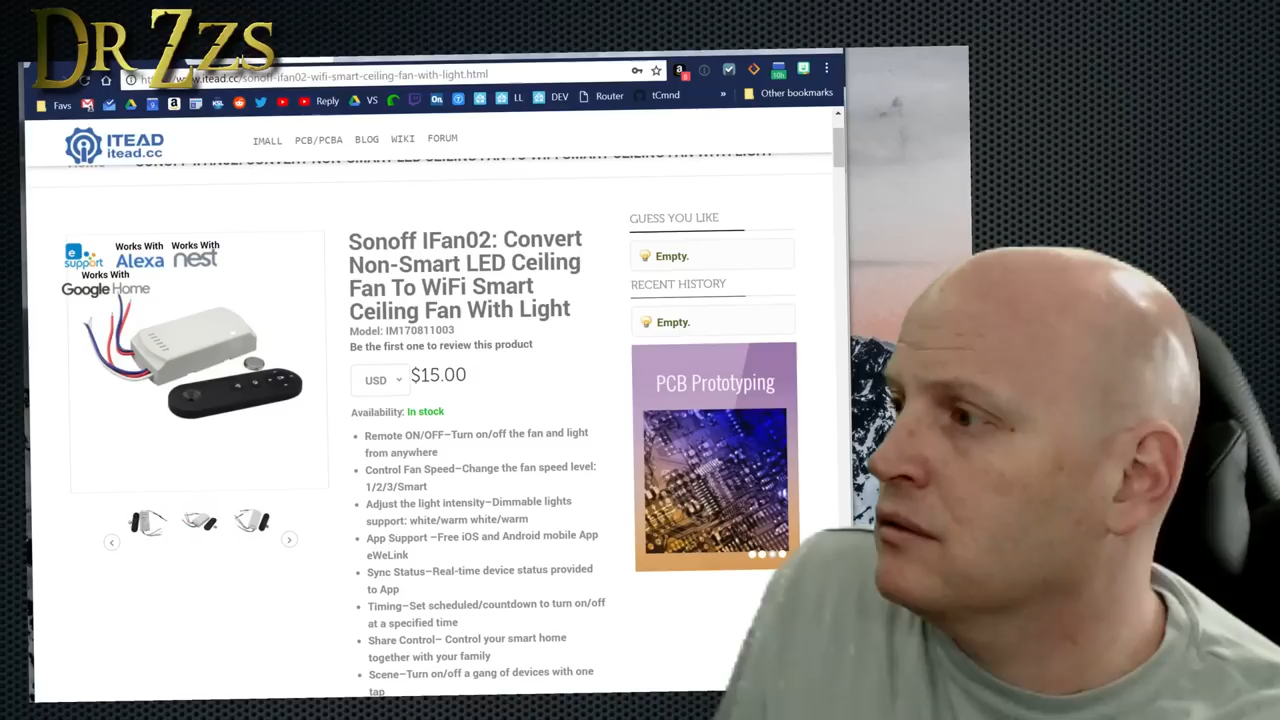 DR ZZS
www.itead.cc/sonoff-ifan02-wifi-smart-ceiling-fan-with-light.html
Favs
Reply
VS
LL
DEV
Router
tCmnd
»
Other bookmarks
ITEAD
itead.cc
IMALL PCB/PCBA BLOG WIKI FORUM
GUESS YOU LIKE
Empty.
RECENT HISTORY
Empty.
PCB Prototyping
support
Works With
Alexa
Works With
nest
Works With
Google Home
Sonoff IFan02: Convert
Non-Smart LED Ceiling
Fan To WiFi Smart
Ceiling Fan With Light
Model: IM170811003
Be the first one to review this product
USD $15.00
Availability: In stock
• Remote ON/OFF–Turn on/off the fan and light
from anywhere
• Control Fan Speed–Change the fan speed level:
1/2/3/Smart
• Adjust the light intensity–Dimmable lights
support: white/warm white/warm
• App Support –Free iOS and Android mobile App
eWeLink
• Sync Status–Real-time device status provided
to App
• Timing–Set scheduled/countdown to turn on/off
at a specified time
• Share Control– Control your smart home
together with your family
• Scene–Turn on/off a gang of devices with one
tap